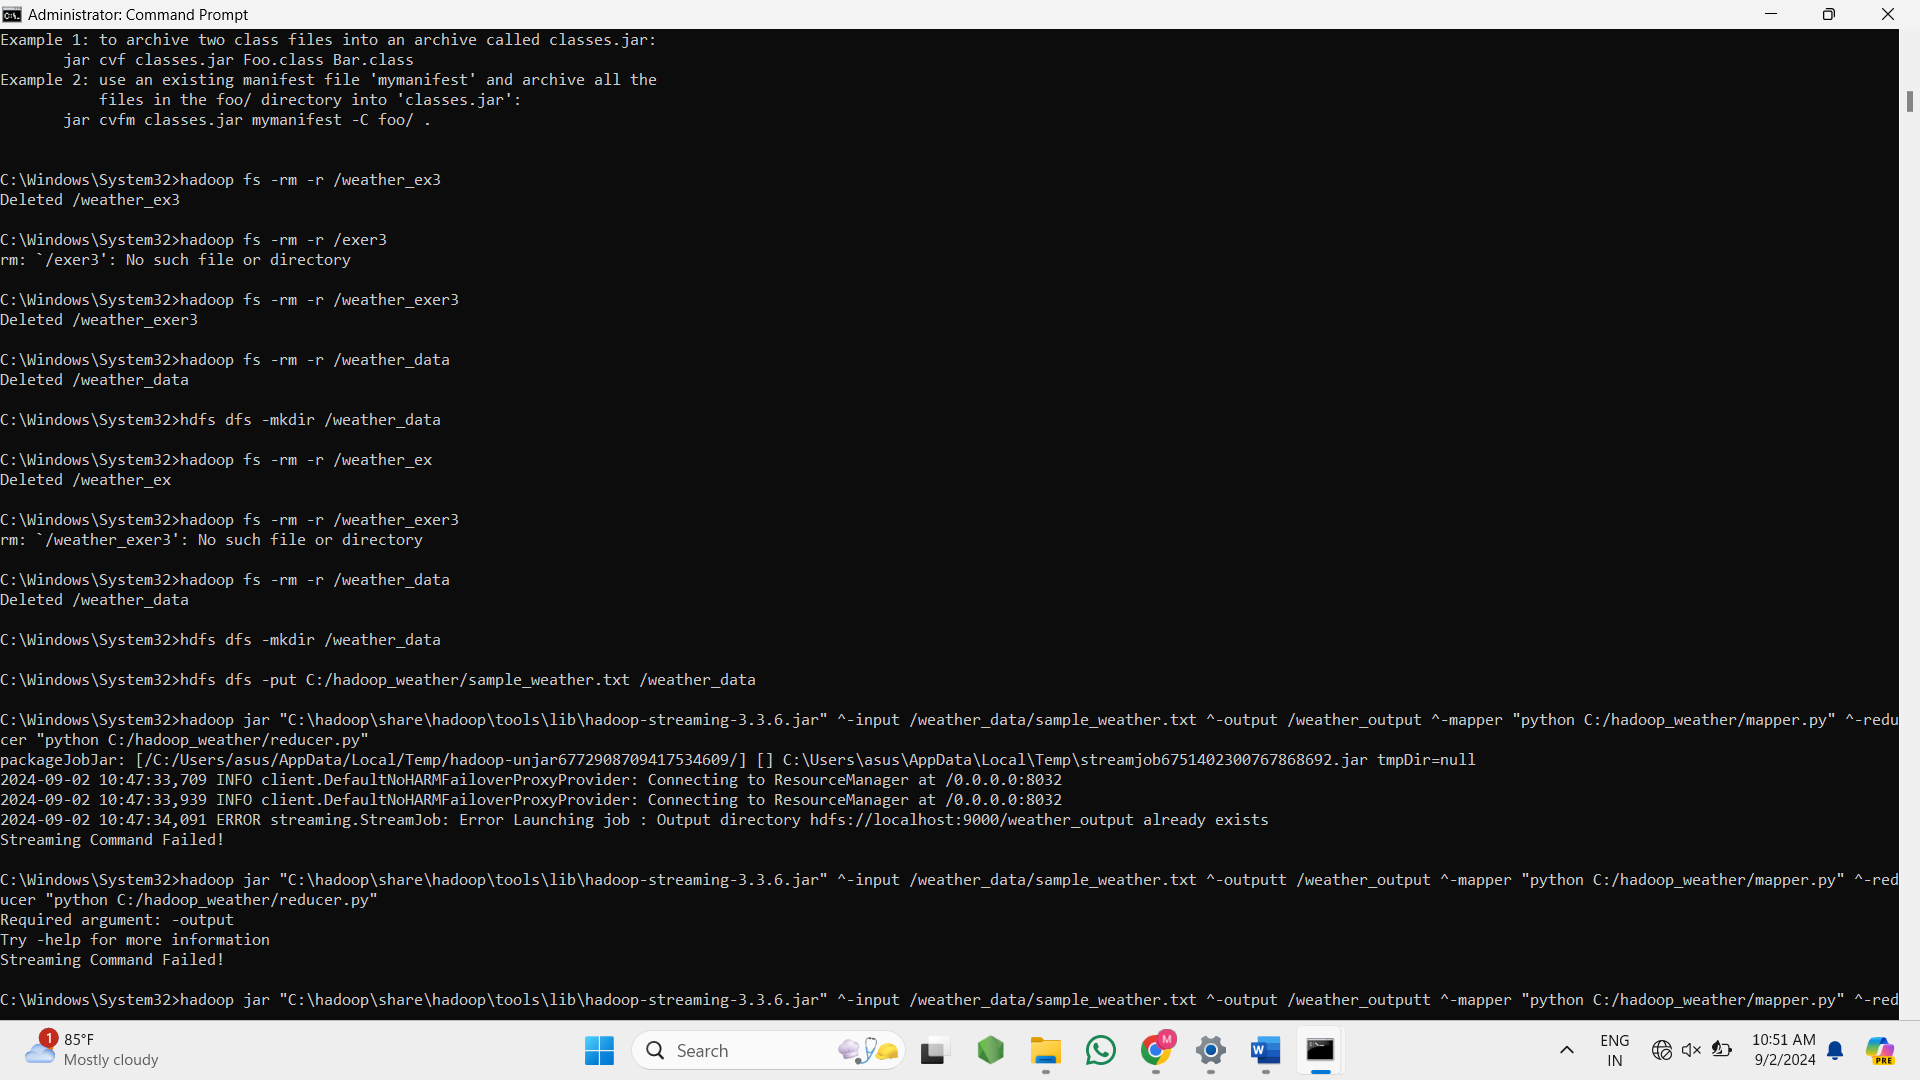 Administrator: Command Prompt
Example 1: to archive two class files into an archive called classes.jar:
       jar cvf classes.jar Foo.class Bar.class
Example 2: use an existing manifest file 'mymanifest' and archive all the
           files in the foo/ directory into 'classes.jar':
       jar cvfm classes.jar mymanifest -C foo/ .
C:\Windows\System32>hadoop fs -rm -r /weather_ex3
Deleted /weather_ex3
C:\Windows\System32>hadoop fs -rm -r /exer3
rm: `/exer3': No such file or directory
C:\Windows\System32>hadoop fs -rm -r /weather_exer3
Deleted /weather_exer3
C:\Windows\System32>hadoop fs -rm -r /weather_data
Deleted /weather_data
C:\Windows\System32>hdfs dfs -mkdir /weather_data
C:\Windows\System32>hadoop fs -rm -r /weather_ex
Deleted /weather_ex
C:\Windows\System32>hadoop fs -rm -r /weather_exer3
rm: `/weather_exer3': No such file or directory
C:\Windows\System32>hadoop fs -rm -r /weather_data
Deleted /weather_data
C:\Windows\System32>hdfs dfs -mkdir /weather_data
C:\Windows\System32>hdfs dfs -put C:/hadoop_weather/sample_weather.txt /weather_data
C:\Windows\System32>hadoop jar "C:\hadoop\share\hadoop\tools\lib\hadoop-streaming-3.3.6.jar" ^-input /weather_data/sample_weather.txt ^-output /weather_output ^-mapper "python C:/hadoop_weather/mapper.py" ^-redu
cer "python C:/hadoop_weather/reducer.py"
packageJobJar: [/C:/Users/asus/AppData/Local/Temp/hadoop-unjar6772908709417534609/] [] C:\Users\asus\AppData\Local\Temp\streamjob6751402300767868692.jar tmpDir=null
2024-09-02 10:47:33,709 INFO client.DefaultNoHARMFailoverProxyProvider: Connecting to ResourceManager at /0.0.0.0:8032
2024-09-02 10:47:33,939 INFO client.DefaultNoHARMFailoverProxyProvider: Connecting to ResourceManager at /0.0.0.0:8032
2024-09-02 10:47:34,091 ERROR streaming.StreamJob: Error Launching job : Output directory hdfs://localhost:9000/weather_output already exists
Streaming Command Failed!
C:\Windows\System32>hadoop jar "C:\hadoop\share\hadoop\tools\lib\hadoop-streaming-3.3.6.jar" ^-input /weather_data/sample_weather.txt ^-outputt /weather_output ^-mapper "python C:/hadoop_weather/mapper.py" ^-red
ucer "python C:/hadoop_weather/reducer.py"
Required argument: -output
Try -help for more information
Streaming Command Failed!
C:\Windows\System32>hadoop jar "C:\hadoop\share\hadoop\tools\lib\hadoop-streaming-3.3.6.jar" ^-input /weather_data/sample_weather.txt ^-output /weather_outputt ^-mapper "python C:/hadoop_weather/mapper.py" ^-red
1
85°F
Mostly cloudy
Search
M
W
ENG
IN
10:51 AM
9/2/2024
PRE